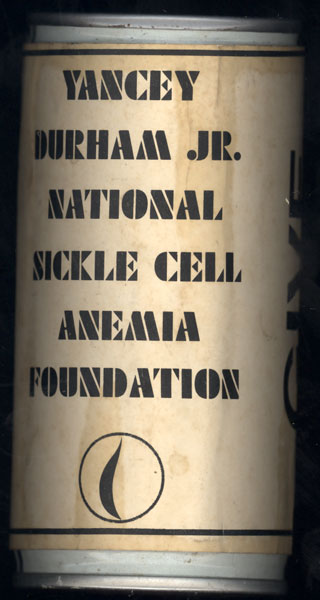 YANCEY
DURHAM JR.
NATIONAL
SICKLE CELL
ANEMIA
FOUNDATION